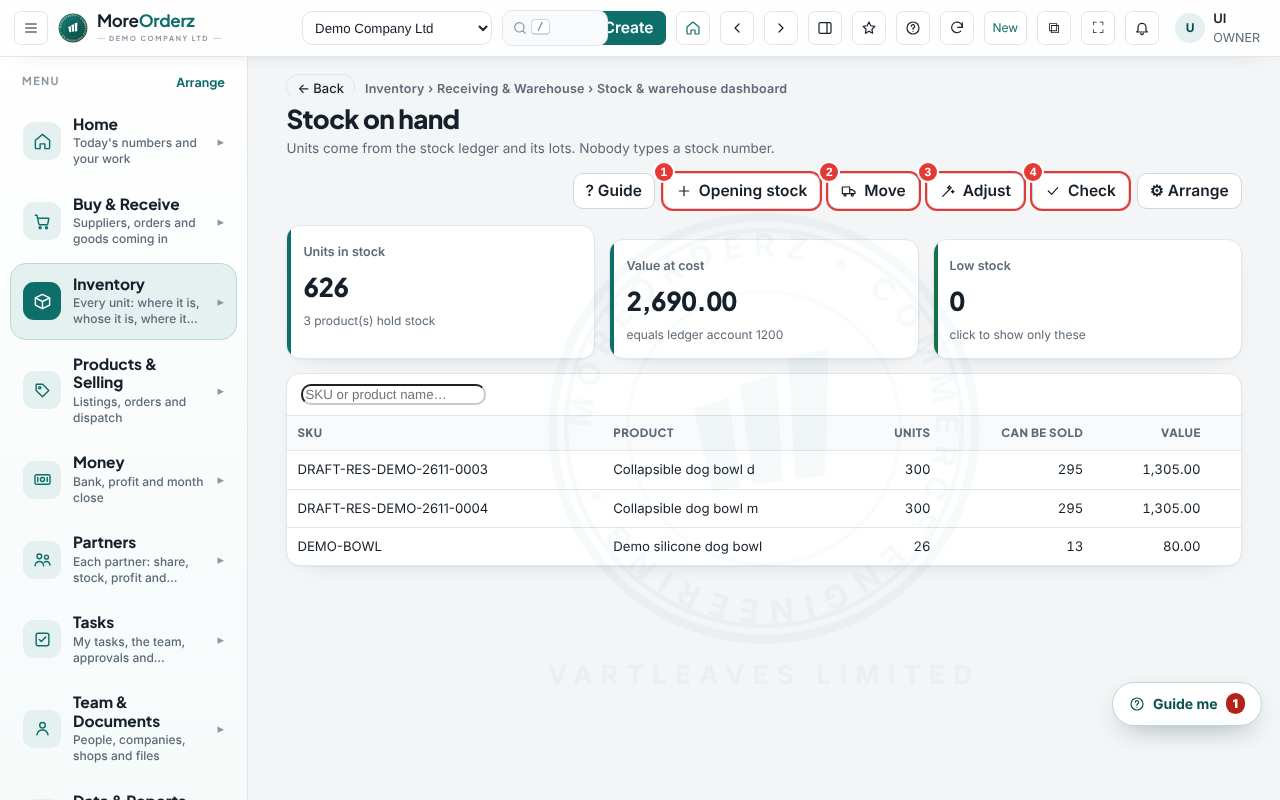 MoreOrderz
— DEMO COMPANY LTD —
Demo Company Ltd
/
Create
New
U
UI
OWNER
MENU
Arrange
Home
Today's numbers and
your work
Buy & Receive
Suppliers, orders and
goods coming in
Inventory
Every unit: where it is,
whose it is, where it...
Products &
Selling
Listings, orders and
dispatch
Money
Bank, profit and month
close
Partners
Each partner: share,
stock, profit and...
Tasks
My tasks, the team,
approvals and...
Team &
Documents
People, companies,
shops and files
Data & Reports
← Back
Inventory › Receiving & Warehouse › Stock & warehouse dashboard
Stock on hand
Units come from the stock ledger and its lots. Nobody types a stock number.
? Guide
1 + Opening stock
2 Move
3 Adjust
4 ✓ Check
⚙ Arrange
Units in stock
626
3 product(s) hold stock
Value at cost
2,690.00
equals ledger account 1200
Low stock
0
click to show only these
SKU or product name...
SKU PRODUCT UNITS CAN BE SOLD VALUE
DRAFT-RES-DEMO-2611-0003 Collapsible dog bowl d 300 295 1,305.00
DRAFT-RES-DEMO-2611-0004 Collapsible dog bowl m 300 295 1,305.00
DEMO-BOWL Demo silicone dog bowl 26 13 80.00
MOREORDERZ • COMMERCE ENGINEERING •
VARTLEAVES LIMITED
Guide me 1